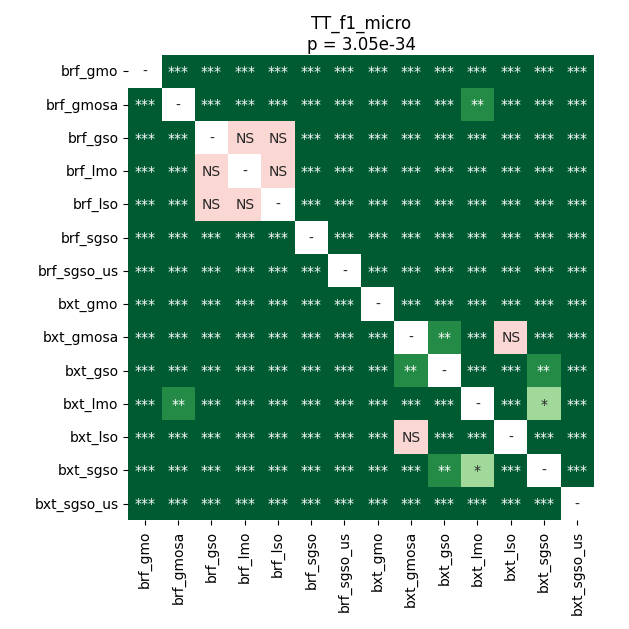 TT_f1_micro
p = 3.05e-34
brf_gmo - *** *** *** *** *** *** *** *** *** *** *** *** ***
brf_gmosa *** - *** *** *** *** *** *** *** *** ** *** *** ***
brf_gso *** *** - NS NS *** *** *** *** *** *** *** *** ***
brf_lmo *** *** NS - NS *** *** *** *** *** *** *** *** ***
brf_lso *** *** NS NS - *** *** *** *** *** *** *** *** ***
brf_sgso *** *** *** *** *** - *** *** *** *** *** *** *** ***
brf_sgso_us *** *** *** *** *** *** - *** *** *** *** *** *** ***
bxt_gmo *** *** *** *** *** *** *** - *** *** *** *** *** ***
bxt_gmosa *** *** *** *** *** *** *** *** - ** *** NS *** ***
bxt_gso *** *** *** *** *** *** *** *** ** - *** *** ** ***
bxt_lmo *** ** *** *** *** *** *** *** *** *** - *** * ***
bxt_lso *** *** *** *** *** *** *** *** NS *** *** - *** ***
bxt_sgso *** *** *** *** *** *** *** *** *** ** * *** - ***
bxt_sgso_us *** *** *** *** *** *** *** *** *** *** *** *** *** -
brf_gmo
brf_gmosa
brf_gso
brf_lmo
brf_lso
brf_sgso
brf_sgso_us
bxt_gmo
bxt_gmosa
bxt_gso
bxt_lmo
bxt_lso
bxt_sgso
bxt_sgso_us